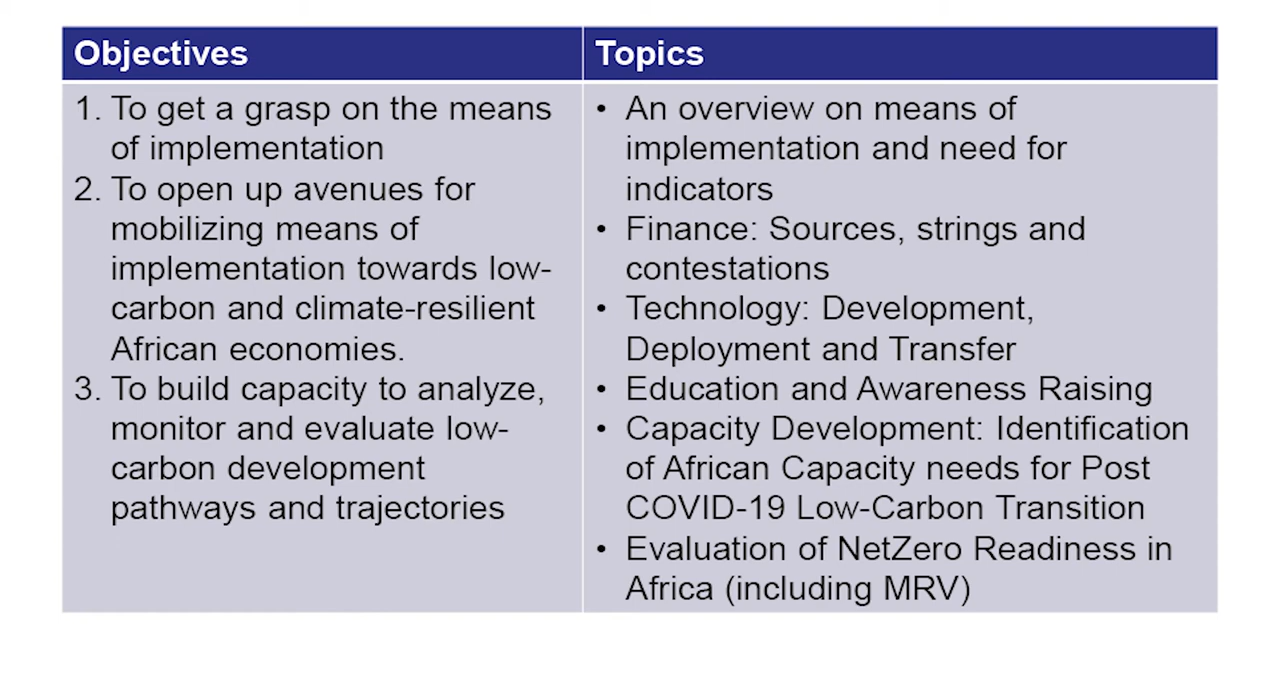 Objectives
1. To get a grasp on the means
of implementation
2. To open up avenues for
mobilizing means of
implementation towards low-
carbon and climate-resilient
African economies.
3. To build capacity to analyze,
monitor and evaluate low-
carbon development
pathways and trajectories
Topics
• An overview on means of
implementation and need for
indicators
• Finance: Sources, strings and
contestations
• Technology: Development,
Deployment and Transfer
• Education and Awareness Raising
• Capacity Development: Identification
of African Capacity needs for Post
COVID-19 Low-Carbon Transition
• Evaluation of NetZero Readiness in
Africa (including MRV)